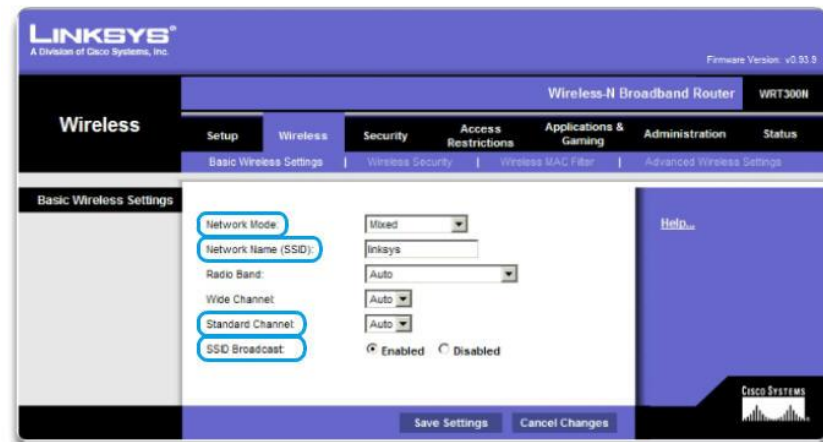 LINKSYS®
A Division of Cisco Systems, Inc.
Firmware Version: v0.93.9
Wireless-N Broadband Router WRT300N
Wireless
Setup Wireless Security Access Restrictions Applications & Gaming Administration Status
Basic Wireless Settings | Wireless Security | Wireless MAC Filter | Advanced Wireless Settings
Basic Wireless Settings
Network Mode: Mixed
Help...
Network Name (SSID): linksys
Radio Band: Auto
Wide Channel: Auto
Standard Channel: Auto
SSID Broadcast: Enabled Disabled
CISCO SYSTEMS
Save Settings Cancel Changes